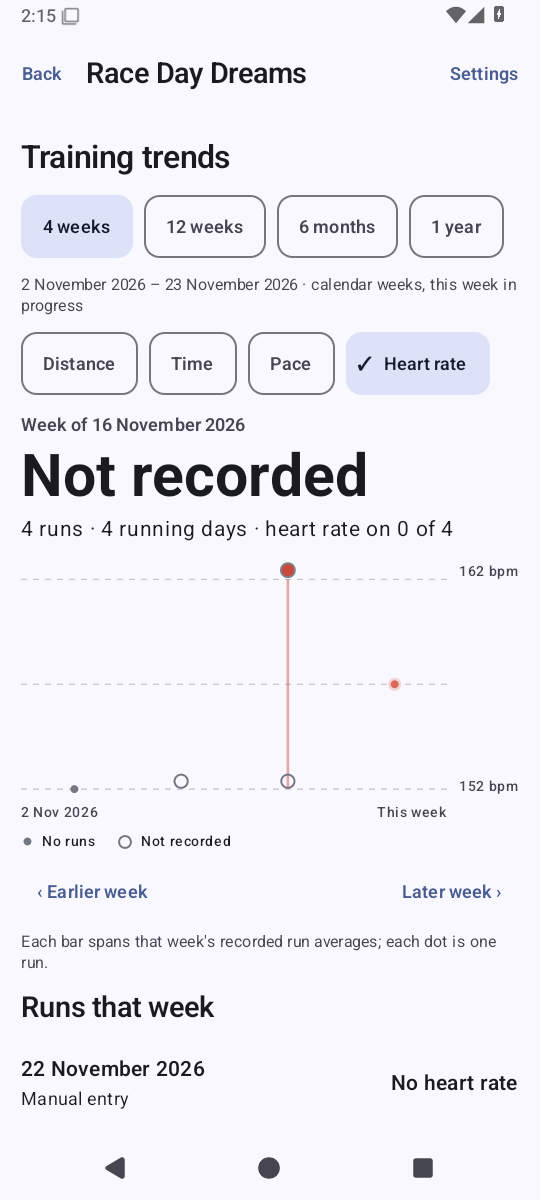 2:15
Back
Race Day Dreams
Settings
Training trends
4 weeks
12 weeks
6 months
1 year
2 November 2026 – 23 November 2026 · calendar weeks, this week in
progress
Distance
Time
Pace
✓ Heart rate
Week of 16 November 2026
Not recorded
4 runs · 4 running days · heart rate on 0 of 4
162 bpm
152 bpm
2 Nov 2026
This week
No runs
Not recorded
‹ Earlier week
Later week ›
Each bar spans that week's recorded run averages; each dot is one
run.
Runs that week
22 November 2026
Manual entry
No heart rate